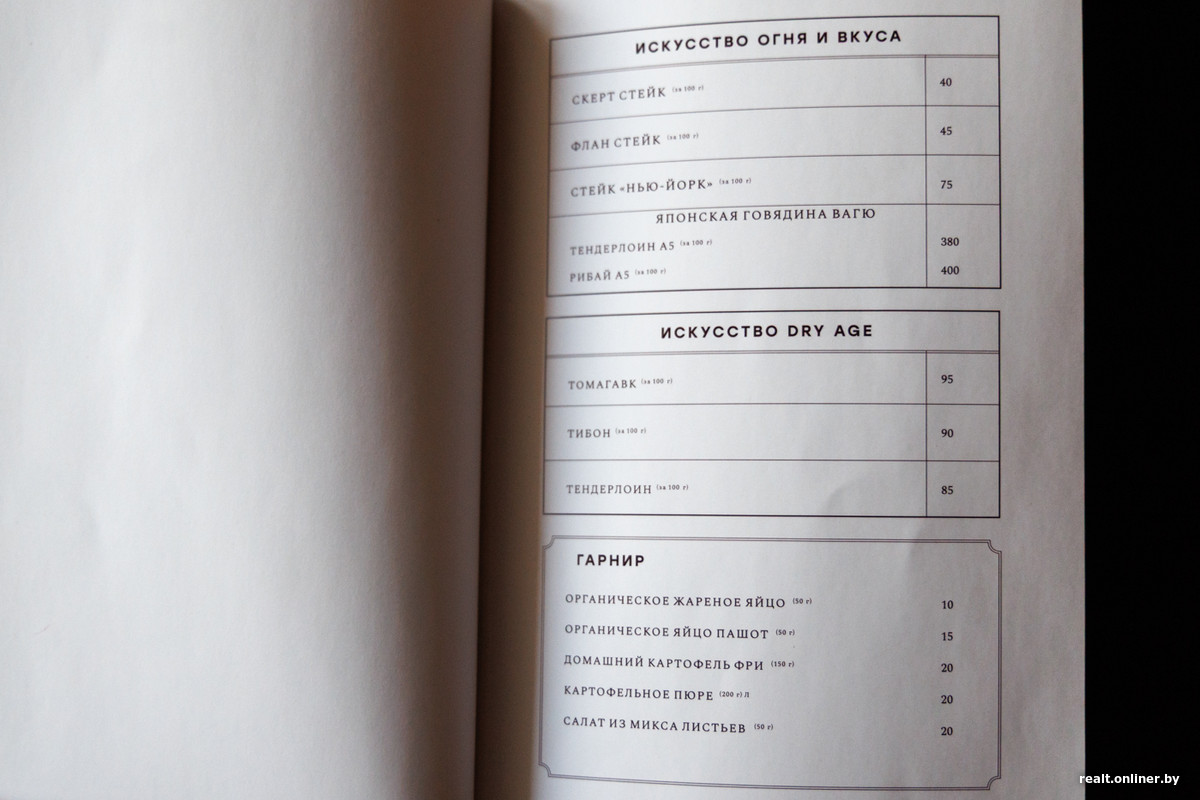 ИСКУССТВО ОГНЯ И ВКУСА
СКЕРТ СТЕЙК (за 100 г) 40
ФЛАН СТЕЙК (за 100 г) 45
СТЕЙК «НЬЮ-ЙОРК» (за 100 г) 75
ЯПОНСКАЯ ГОВЯДИНА ВАГЮ
ТЕНДЕРЛОИН А5 (за 100 г) 380
РИБАЙ А5 (за 100 г) 400
ИСКУССТВО DRY AGE
ТОМАГАВК (за 100 г) 95
ТИБОН (за 100 г) 90
ТЕНДЕРЛОИН (за 100 г) 85
ГАРНИР
ОРГАНИЧЕСКОЕ ЖАРЕНОЕ ЯЙЦО (50 г) 10
ОРГАНИЧЕСКОЕ ЯЙЦО ПАШОТ (50 г) 15
ДОМАШНИЙ КАРТОФЕЛЬ ФРИ (150 г) 20
КАРТОФЕЛЬНОЕ ПЮРЕ (200 г) Л 20
САЛАТ ИЗ МИКСА ЛИСТЬЕВ (50 г) 20
realt.onliner.by